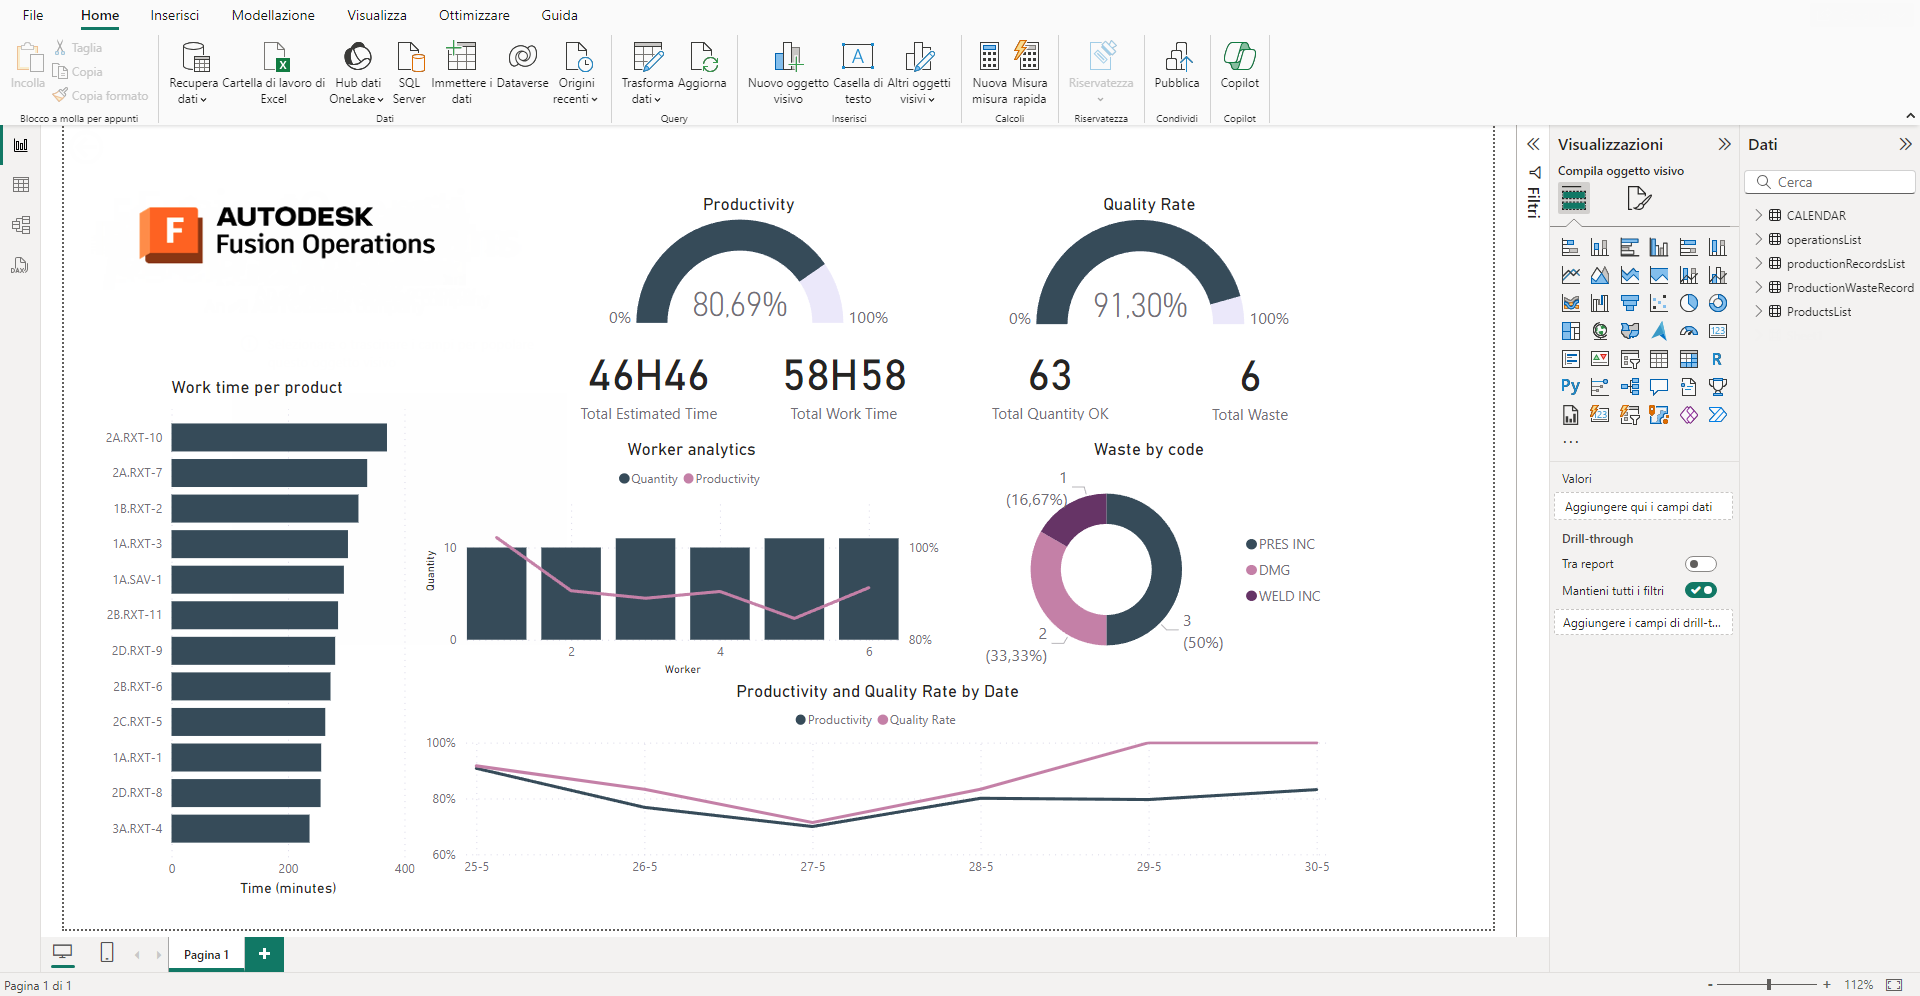 File
Home
Inserisci
Modellazione
Visualizza
Ottimizzare
Guida
Incolla
Taglia
Copia
Copia formato
Blocco a molla per appunti
Recupera
dati
Cartella di lavoro di
Excel
Hub dati
OneLake
SQL
Server
Immettere i
dati
Dataverse
Origini
recenti
Dati
Trasforma
dati
Aggiorna
Query
Nuovo oggetto
visivo
Casella di
testo
Altri oggetti
visivi
Inserisci
Nuova
misura
Misura
rapida
Calcoli
Riservatezza
Riservatezza
Pubblica
Condividi
Copilot
Copilot
AUTODESK
Fusion Operations
Productivity
80,69%
0%
100%
Quality Rate
91,30%
0%
100%
46H46
Total Estimated Time
58H58
Total Work Time
63
Total Quantity OK
6
Total Waste
Work time per product
2A.RXT-10
2A.RXT-7
1B.RXT-2
1A.RXT-3
1A.SAV-1
2B.RXT-11
2D.RXT-9
2B.RXT-6
2C.RXT-5
1A.RXT-1
2D.RXT-8
3A.RXT-4
0
200
400
Time (minutes)
Worker analytics
Quantity
Productivity
Quantity
10
0
100%
80%
2
4
6
Worker
Waste by code
1
(16,67%)
2
(33,33%)
3
(50%)
PRES INC
DMG
WELD INC
Productivity and Quality Rate by Date
Productivity
Quality Rate
100%
80%
60%
25-5
26-5
27-5
28-5
29-5
30-5
Filtri
Visualizzazioni
Compila oggetto visivo
R
Py
...
Valori
Aggiungere qui i campi dati
Drill-through
Tra report
Mantieni tutti i filtri
Aggiungere i campi di drill-t...
Dati
Cerca
CALENDAR
operationsList
productionRecordsList
ProductionWasteRecord
ProductsList
Pagina 1
+
Pagina 1 di 1
-
+
112%